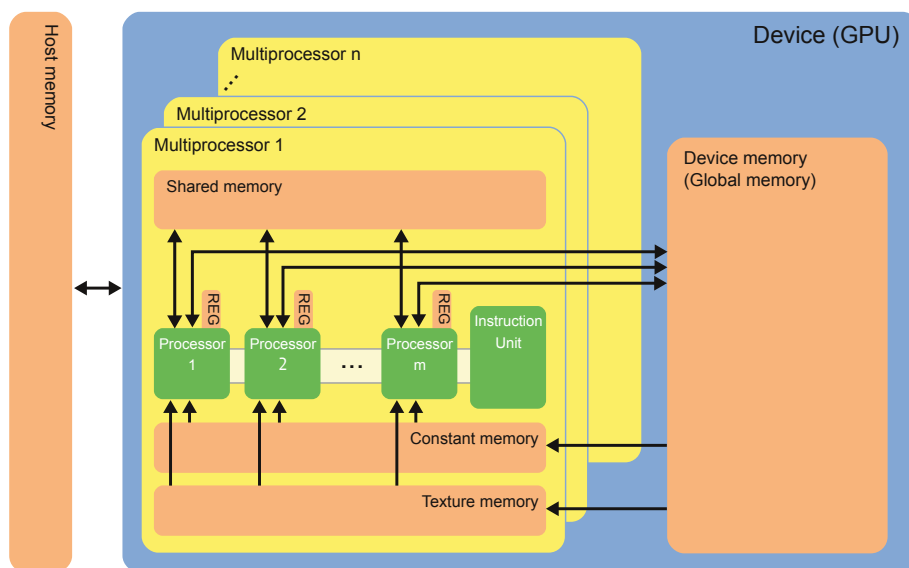 Host memory
Device (GPU)
Multiprocessor n
...
Multiprocessor 2
Multiprocessor 1
Shared memory
Device memory
(Global memory)
REG
REG
REG
Processor
1
Processor
2
...
Processor
m
Instruction
Unit
Constant memory
Texture memory